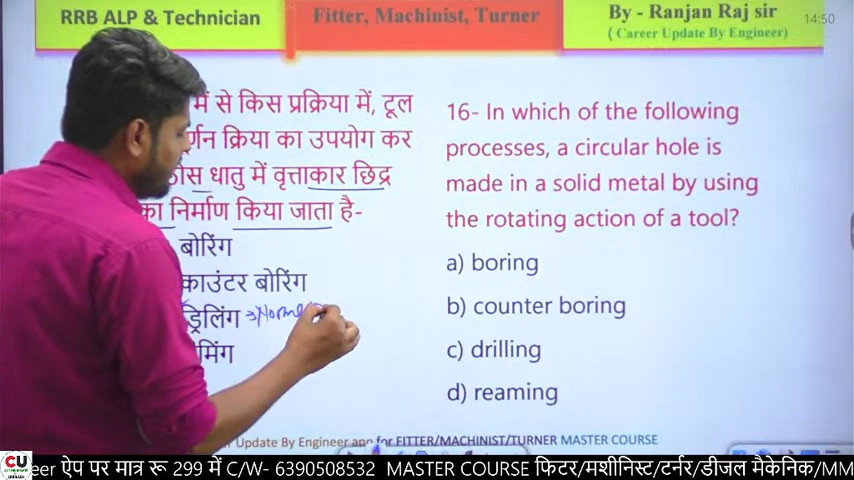 RRB ALP & Technician
Fitter, Machinist, Turner
By - Ranjan Raj sir
( Career Update By Engineer)
14:50
में से किस प्रक्रिया में, टूल
क्रिया का उपयोग कर
धातु में वृत्ताकार छिद्र
का निर्माण किया जाता है-
बोरिंग
काउंटर बोरिंग
ड्रिलिंग
16- In which of the following
processes, a circular hole is
made in a solid metal by using
the rotating action of a tool?
a) boring
b) counter boring
c) drilling
d) reaming
Update By Engineer app for FITTER/MACHINIST/TURNER MASTER COURSE
CU
ऐप पर मात्र रू 299 में C/W- 6390508532 MASTER COURSE फिटर/मशीनिस्ट/टर्नर/डीजल मैकेनिक/MM